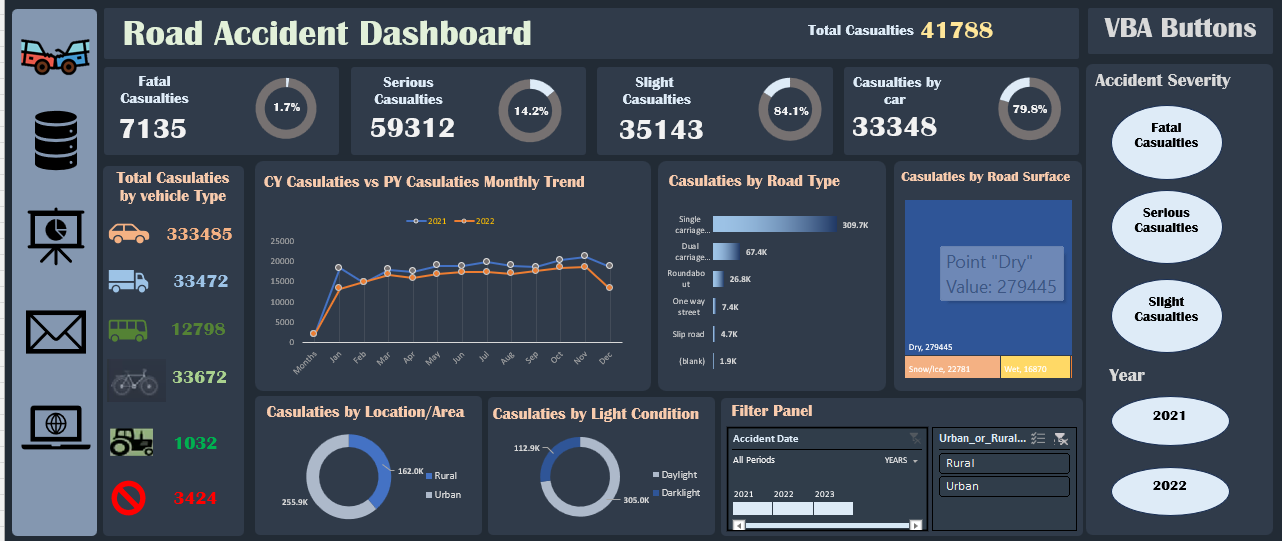 Road Accident Dashboard
Total Casualties 41788
VBA Buttons
Fatal
Casualties
7135
1.7%
Serious
Casualties
59312
14.2%
Slight
Casualties
35143
84.1%
Casualties by
car
33348
79.8%
Accident Severity
Fatal
Casualties
Serious
Casualties
Slight
Casualties
Year
2021
2022
Total Casulaties
by vehicle Type
333485
33472
12798
33672
1032
3424
CY Casulaties vs PY Casulaties Monthly Trend
2021
2022
25000
20000
15000
10000
5000
0
Months
Jan
Feb
Mar
Apr
May
Jun
Jul
Aug
Sep
Oct
Nov
Dec
Casulaties by Road Type
Single
carriage...
309.7K
Dual
carriage...
67.4K
Roundabo
ut
26.8K
One way
street
7.4K
Slip road
4.7K
(blank)
1.9K
Casulaties by Road Surface
Point "Dry"
Value: 279445
Dry, 279445
Snow/Ice, 22781
Wet, 16870
Casulaties by Location/Area
162.0K
255.9K
Rural
Urban
Casulaties by Light Condition
112.9K
305.0K
Daylight
Darklight
Filter Panel
Accident Date
All Periods
YEARS
2021
2022
2023
Urban_or_Rural...
Rural
Urban